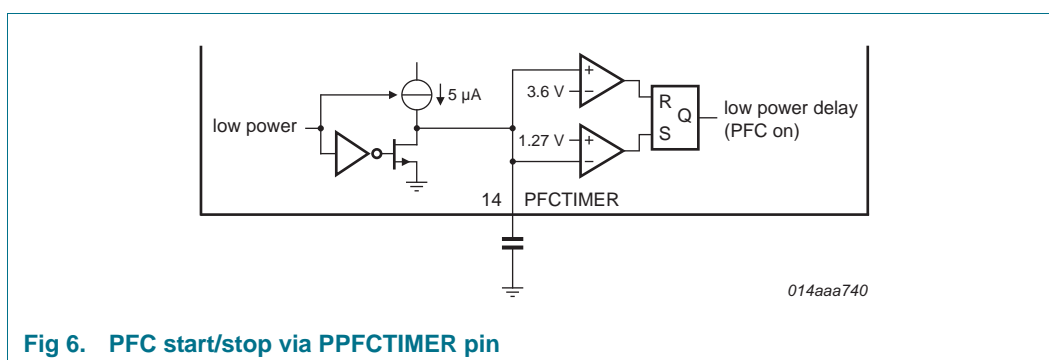 5 μA
3.6 V
+
−
R
Q
S
low power delay
(PFC on)
low power
1.27 V
+
−
14 PFCTIMER
014aaa740
Fig 6. PFC start/stop via PPFCTIMER pin